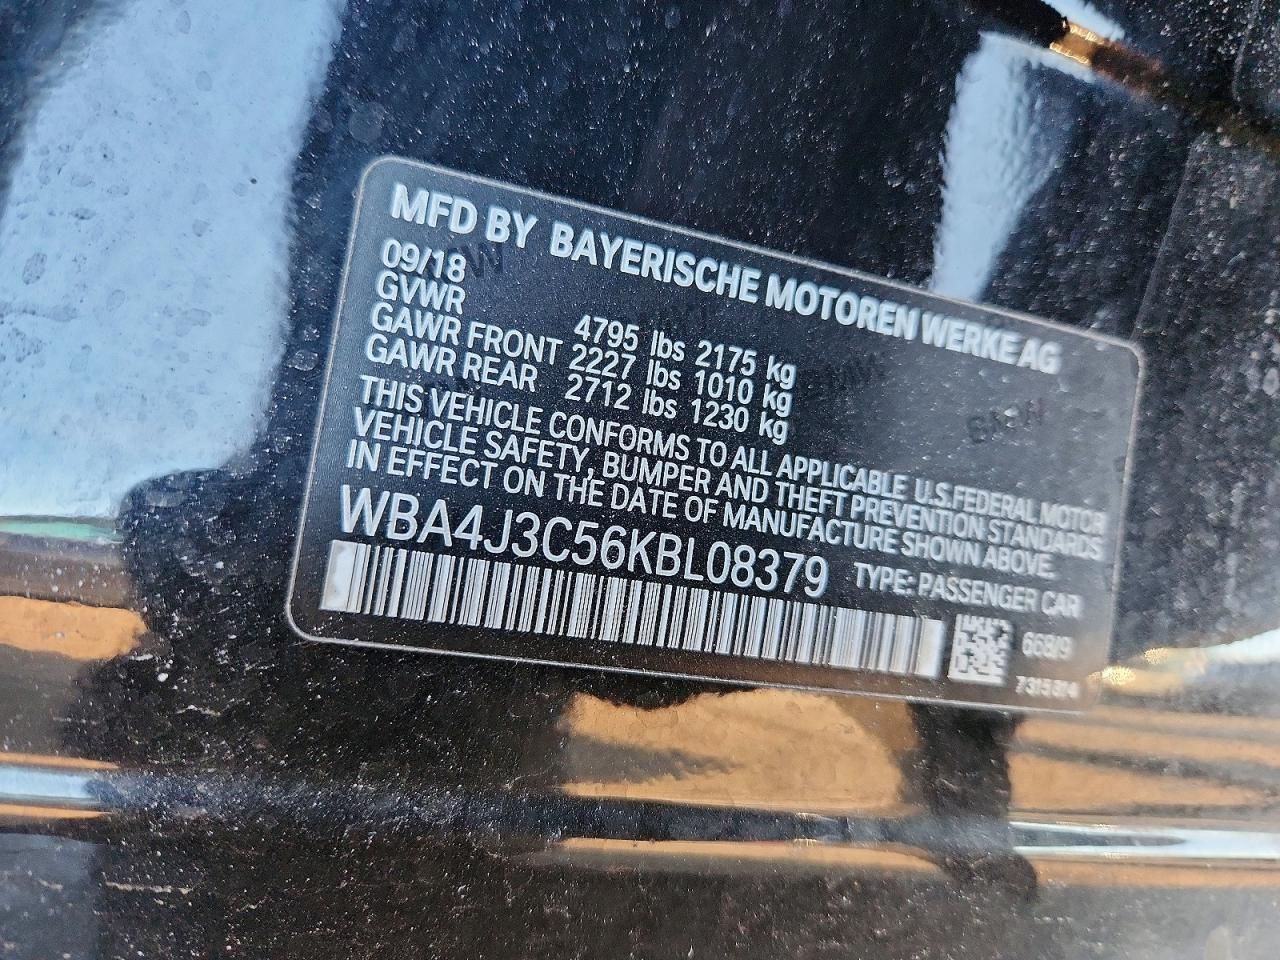 MFD BY BAYERISCHE MOTOREN WERKE AG
09/18
GVWR 4795 lbs 2175 kg
GAWR FRONT 2227 lbs 1010 kg
GAWR REAR 2712 lbs 1230 kg
THIS VEHICLE CONFORMS TO ALL APPLICABLE U.S.FEDERAL MOTOR
VEHICLE SAFETY, BUMPER AND THEFT PREVENTION STANDARDS
IN EFFECT ON THE DATE OF MANUFACTURE SHOWN ABOVE.
WBA4J3C56KBL08379 TYPE: PASSENGER CAR
668/9